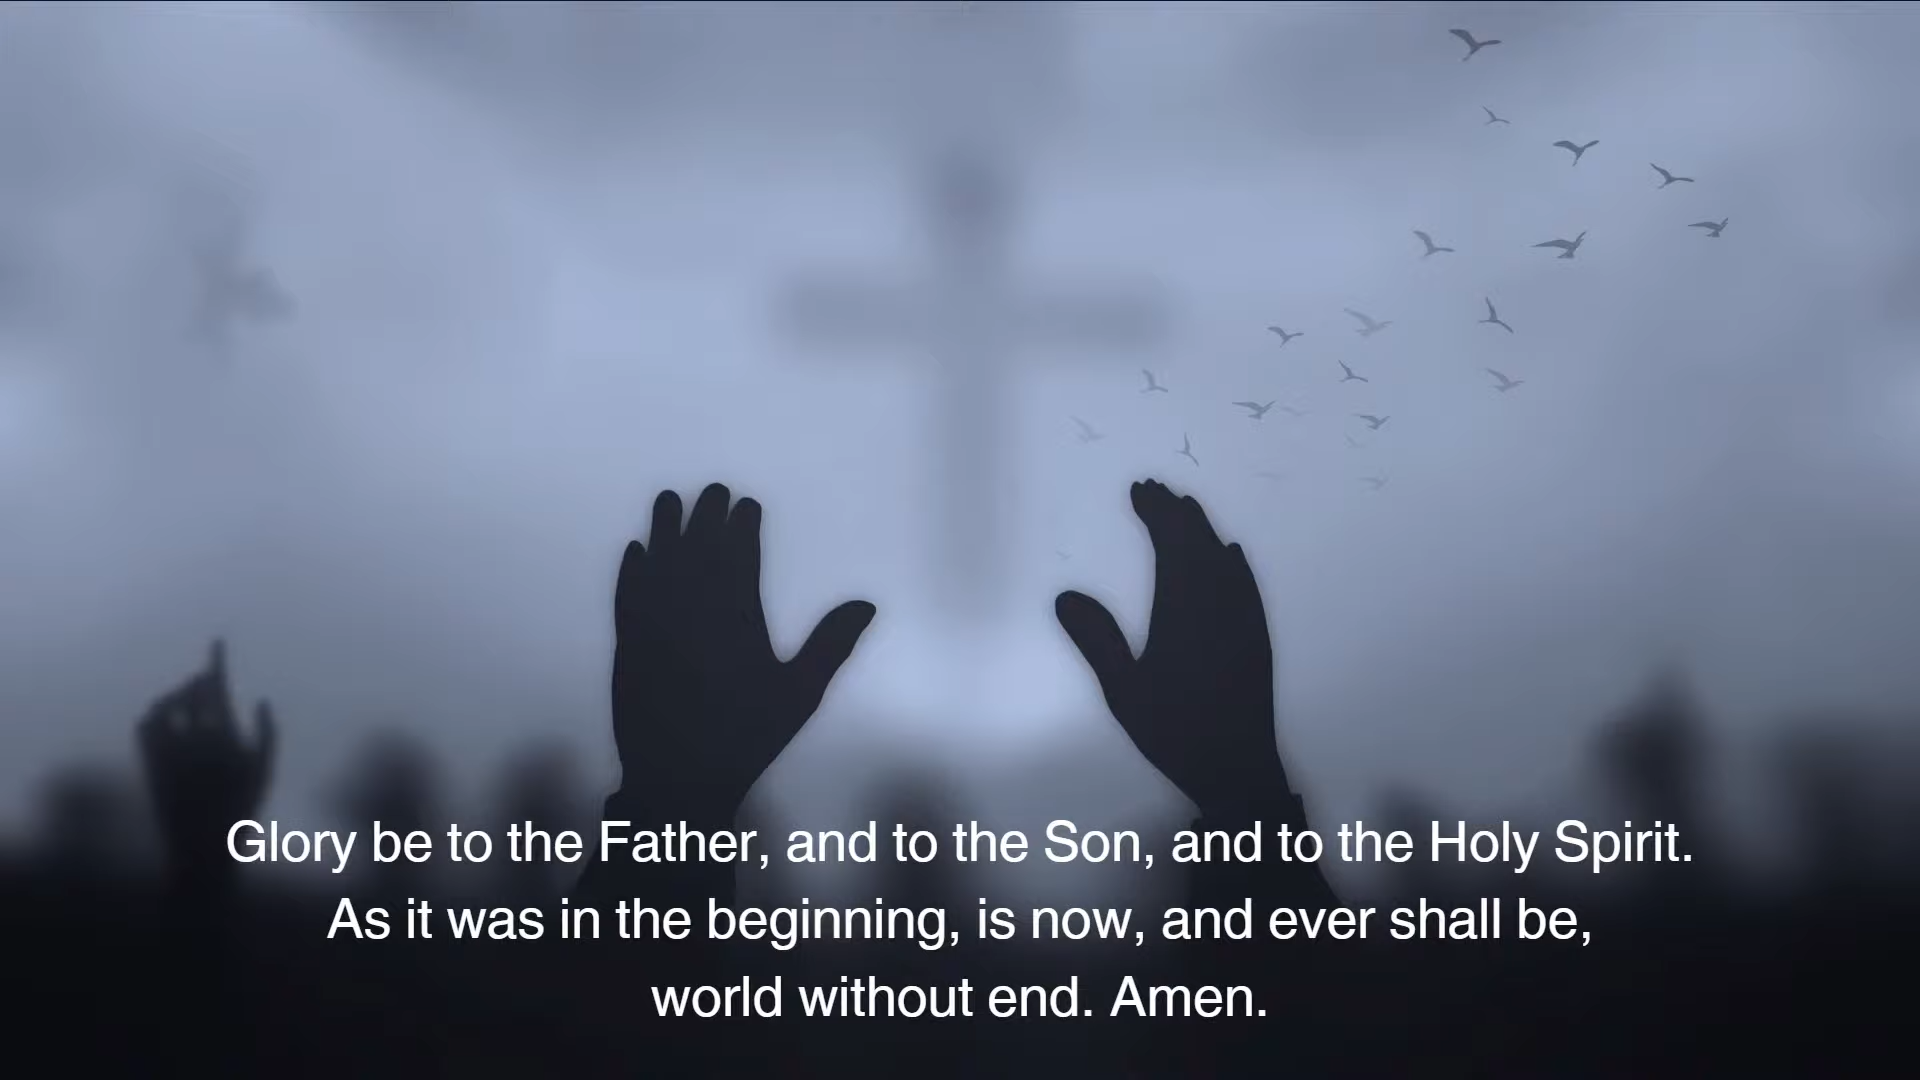 Glory be to the Father, and to the Son, and to the Holy Spirit.
As it was in the beginning, is now, and ever shall be,
world without end. Amen.